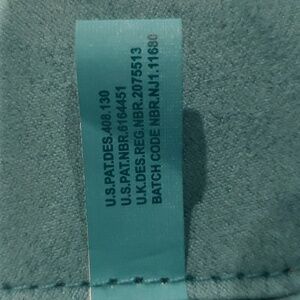 U.S.PAT.DES.408.130
U.S.PAT.NBR.6164451
U.K.DES.REG.NBR.2075513
BATCH CODE NBR.NJ1.11680